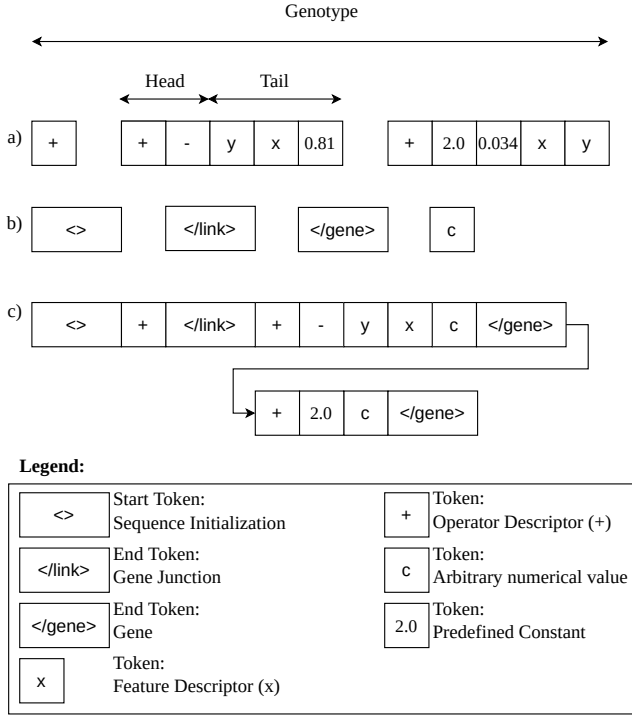 Genotype
Head Tail
a) + + - y x 0.81 + 2.0 0.034 x y
b) <> </link> </gene> c
c) <> + </link> + - y x c </gene>
+ 2.0 c </gene>
Legend:
<> Start Token:
Sequence Initialization
</link> End Token:
Gene Junction
</gene> End Token:
Gene
x Token:
Feature Descriptor (x)
+ Token:
Operator Descriptor (+)
c Token:
Arbitrary numerical value
2.0 Token:
Predefined Constant